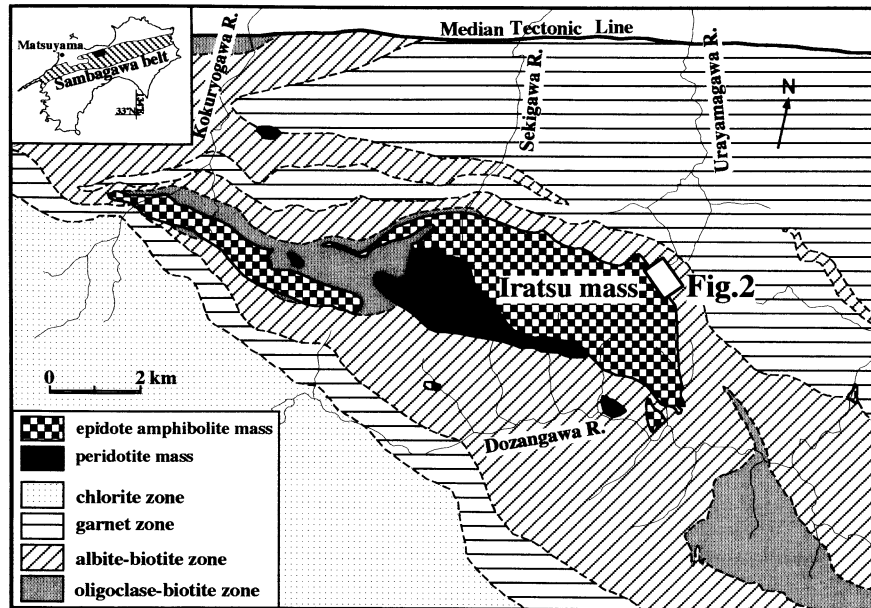 Median Tectonic Line
Matsuyama
Sambagawa belt
33°N
Kokuryogawa R.
Sekigawa R.
Urayamagawa R.
N
Iratsu mass
Fig.2
0 2 km
Dozangawa R.
epidote amphibolite mass
peridotite mass
chlorite zone
garnet zone
albite-biotite zone
oligoclase-biotite zone